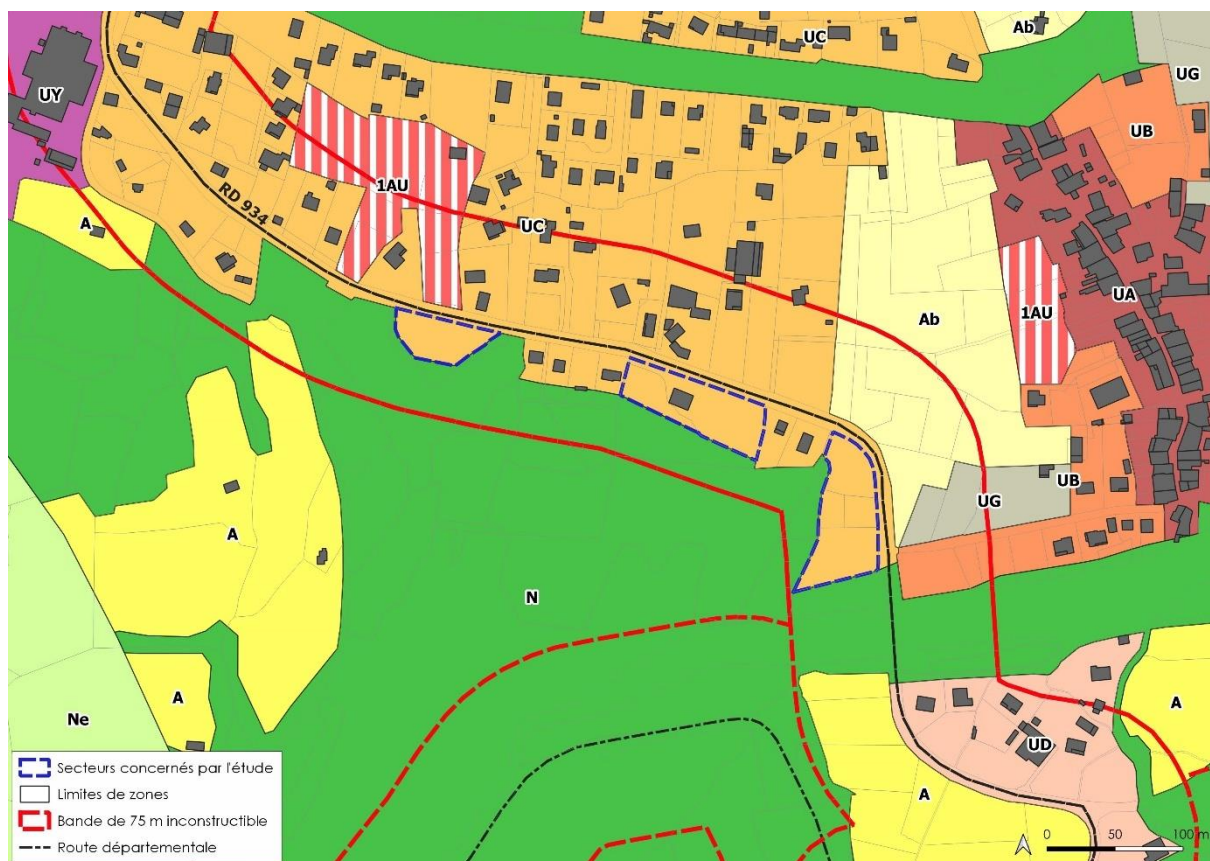 UC
Ab
UG
UY
UB
RD 934
1AU
A
UC
Ab
1AU
UA
UG
UB
A
N
A
Ne
A
UD
A
Secteurs concernés par l'étude
Limites de zones
Bande de 75 m inconstructible
Route départementale
0 50 100 m